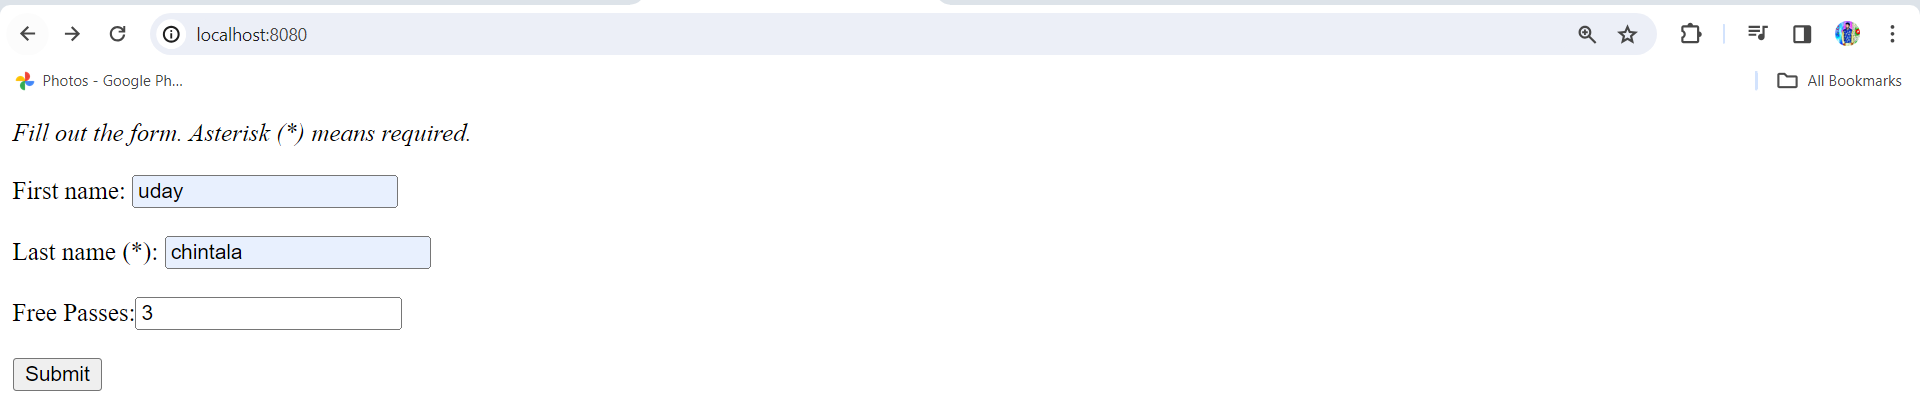 localhost:8080
Photos - Google Ph...
All Bookmarks
Fill out the form. Asterisk (*) means required.
First name: uday
Last name (*): chintala
Free Passes:3
Submit